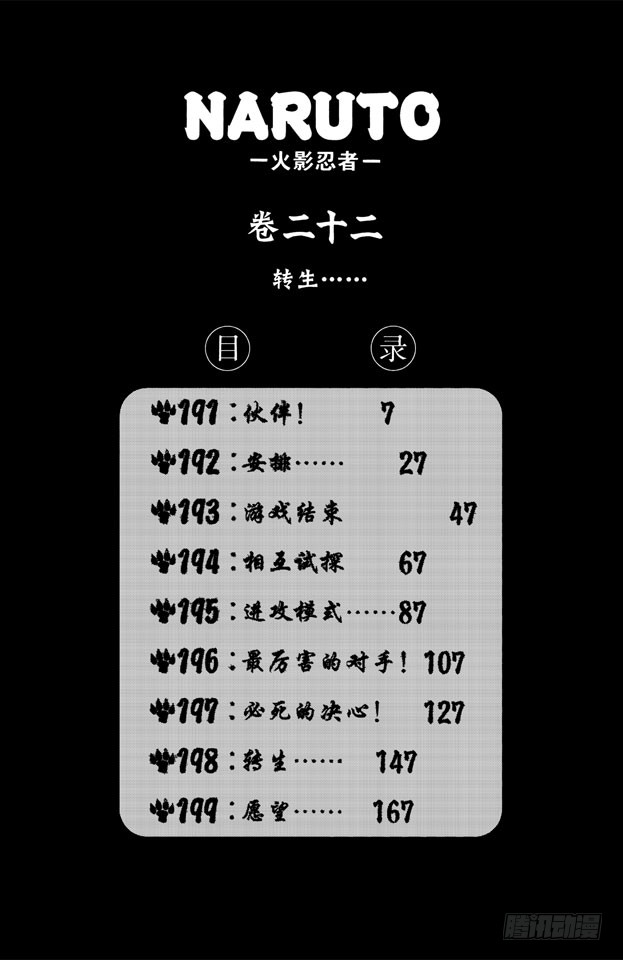 NARUTO
—火影忍者—
卷二十二
转生……
目录
191：伙伴！ 7
192：安排…… 27
193：游戏结束 47
194：相互试探 67
195：进攻模式……87
196：最厉害的对手！ 107
197：必死的决心！ 127
198：转生…… 147
199：愿望…… 167
腾讯动漫